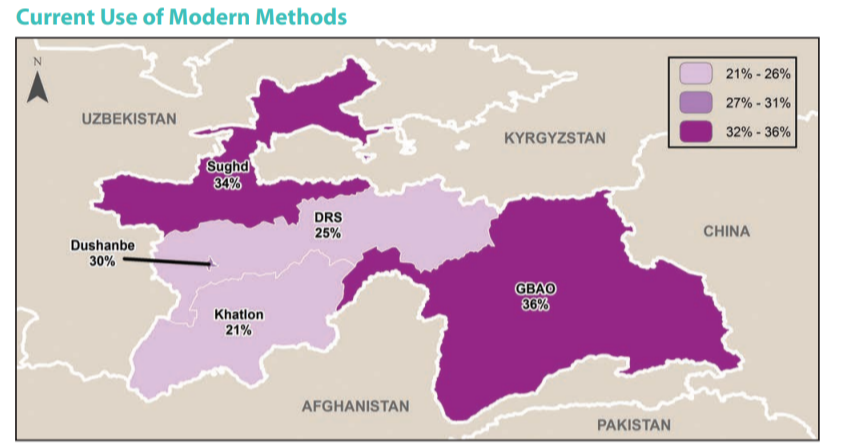 Current Use of Modern Methods
N
21% - 26%
27% - 31%
32% - 36%
UZBEKISTAN
KYRGYZSTAN
Sughd
34%
DRS
25%
CHINA
Dushanbe
30%
GBAO
36%
Khatlon
21%
AFGHANISTAN
PAKISTAN